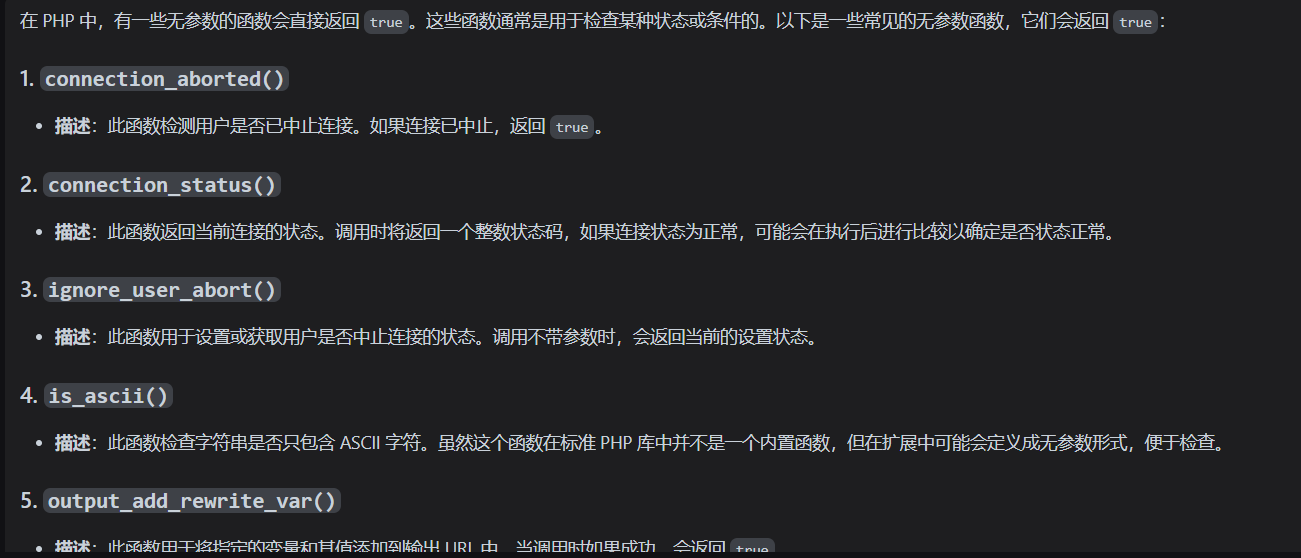 在 PHP 中，有一些无参数的函数会直接返回 true。这些函数通常是用于检查某种状态或条件的。以下是一些常见的无参数函数，它们会返回 true：
1. connection_aborted()
• 描述：此函数检测用户是否已中止连接。如果连接已中止，返回 true。
2. connection_status()
• 描述：此函数返回当前连接的状态。调用时将返回一个整数状态码，如果连接状态为正常，可能会在执行后进行比较以确定是否状态正常。
3. ignore_user_abort()
• 描述：此函数用于设置或获取用户是否中止连接的状态。调用不带参数时，会返回当前的设置状态。
4. is_ascii()
• 描述：此函数检查字符串是否只包含 ASCII 字符。虽然这个函数在标准 PHP 库中并不是一个内置函数，但在扩展中可能会定义成无参数形式，便于检查。
5. output_add_rewrite_var()
• 描述：此函数用于将指定的变量和其值添加到输出 URL 中，当调用时如果成功，会返回 true